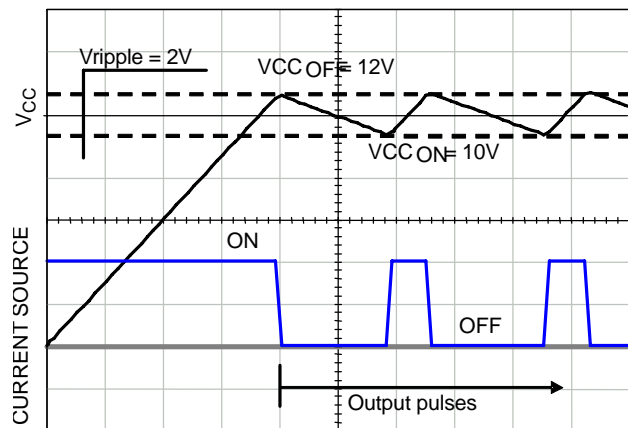 Vripple = 2V
VCC OFF = 12V
VCC
VCC ON = 10V
ON
CURRENT SOURCE
OFF
Output pulses